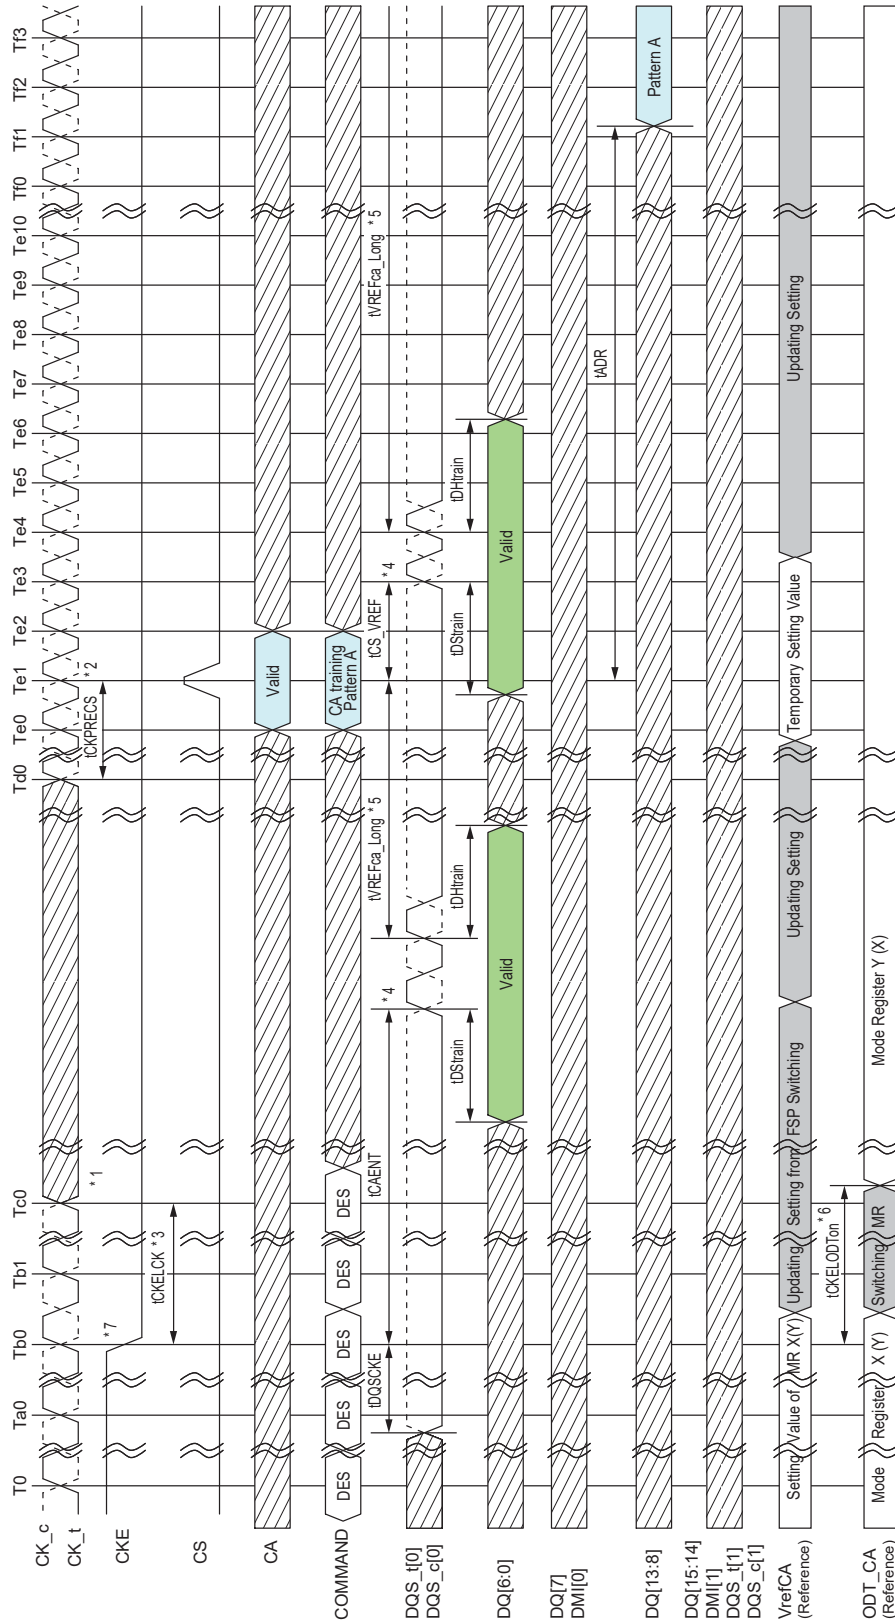 T0 Ta0 Tb0 Tb1 Tc0 Td0 Te0 Te1 Te2 Te3 Te4 Te5 Te6 Te7 Te8 Te9 Te10 Tf0 Tf1 Tf2 Tf3
CK_c
CK_t
*7
*1
tCKPRECS
*2
CKE
tCKELCK *3
CS
CA
Valid
COMMAND
DES
DES
DES
DES
DES
CA training
Pattern A
tDQSCKE
tCAENT
tVREFca_Long *5
tCS_VREF
tVREFca_Long *5
*4
*4
DQS_t[0]
DQS_c[0]
tDStrain
tDHtrain
tDStrain
tDHtrain
DQ[6:0]
Valid
Valid
DQ[7]
DMI[0]
tADR
DQ[13:8]
Pattern A
DQ[15:14]
DMI[1]
DQS_t[1]
DQS_c[1]
VrefCA
(Reference)
Setting Value of MR X(Y)
Updating Setting from FSP Switching
Updating Setting
Temporary Setting Value
Updating Setting
tCKELODTon *6
ODT_CA
(Reference)
Mode Register X (Y)
Switching MR
Mode Register Y (X)